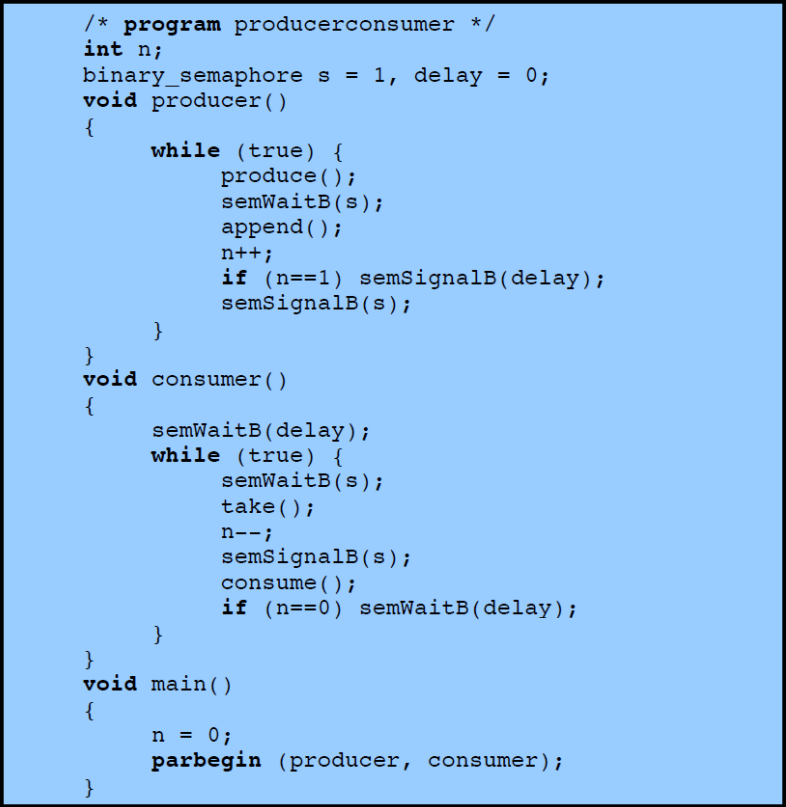 /* program producerconsumer */
int n;
binary_semaphore s = 1, delay = 0;
void producer()
{
while (true) {
produce();
semWaitB(s);
append();
n++;
if (n==1) semSignalB(delay);
semSignalB(s);
}
}
void consumer()
{
semWaitB(delay);
while (true) {
semWaitB(s);
take();
n--;
semSignalB(s);
consume();
if (n==0) semWaitB(delay);
}
}
void main()
{
n = 0;
parbegin (producer, consumer);
}